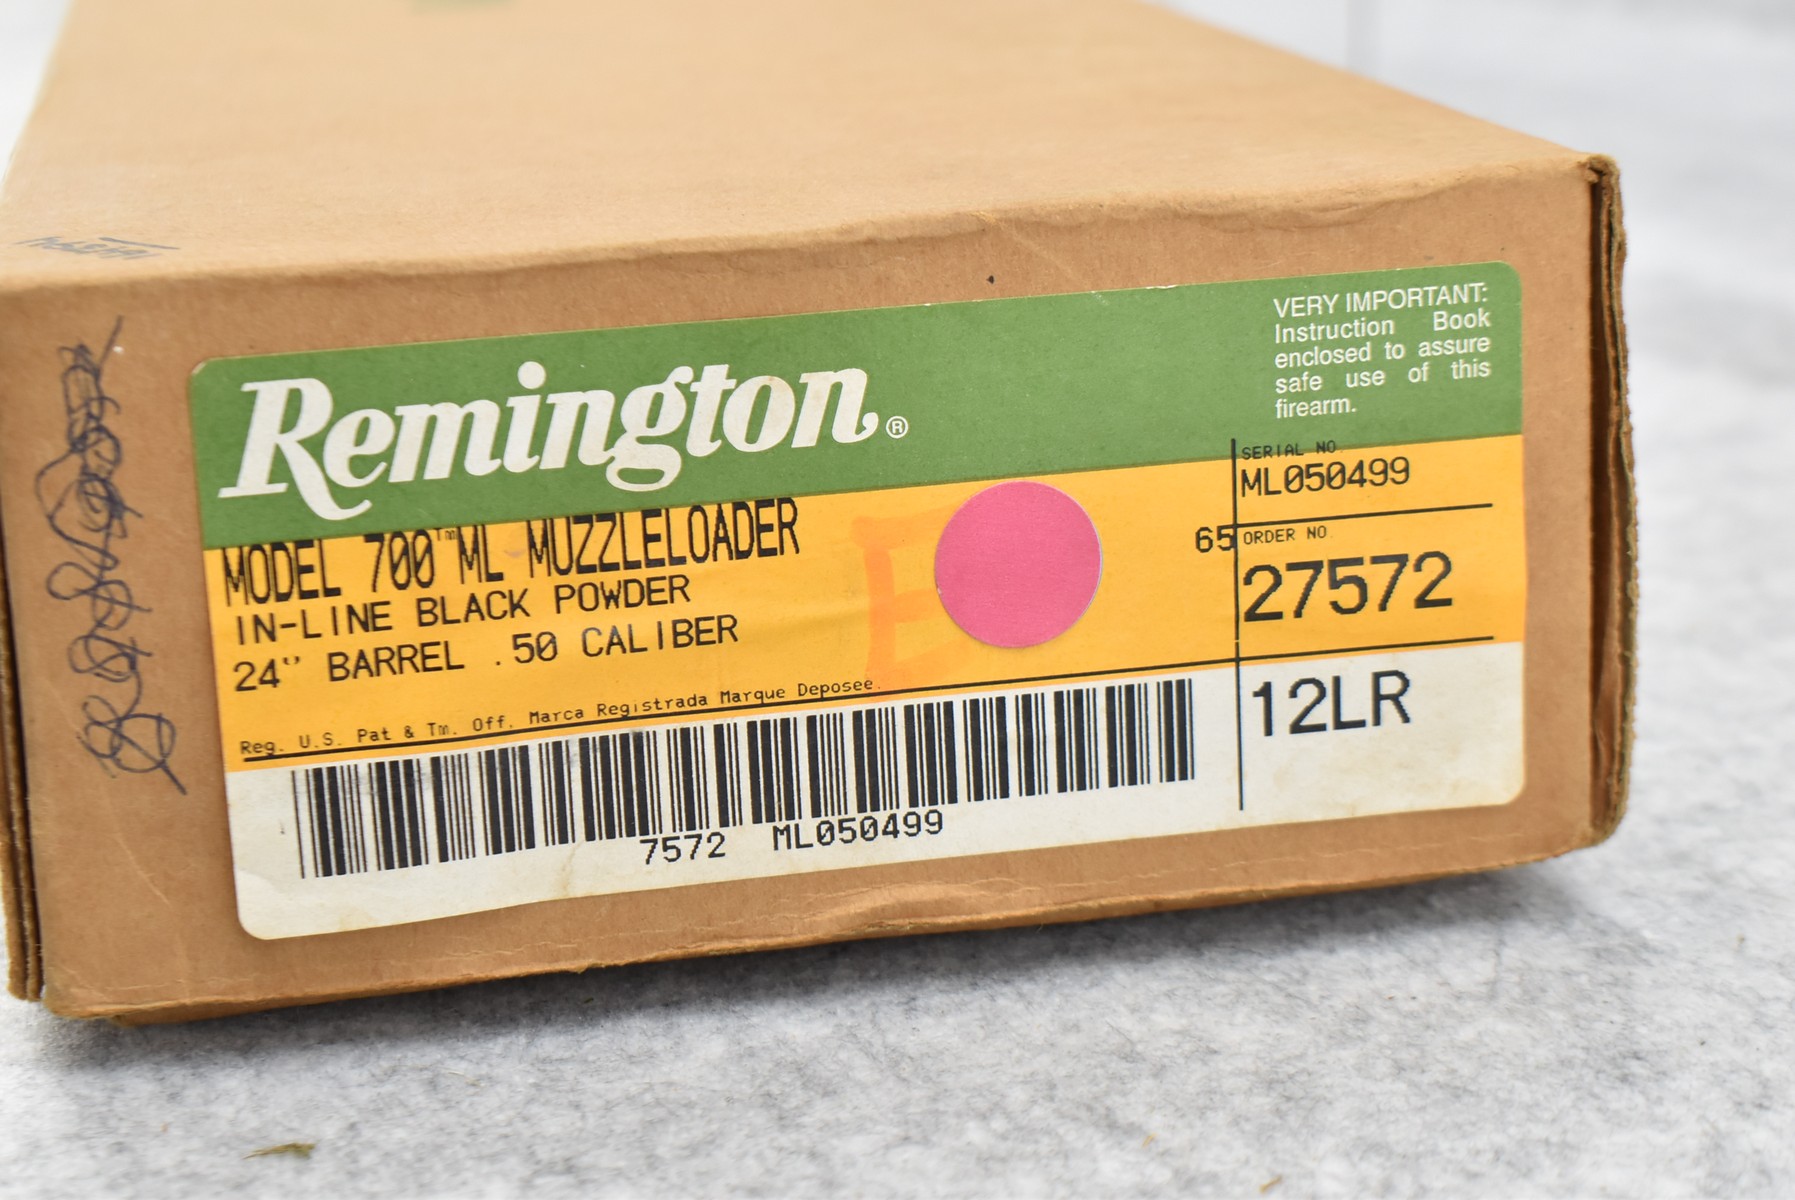 Remington®
VERY IMPORTANT:
Instruction Book
enclosed to assure
safe use of this
firearm.
MODEL 700™ ML MUZZLELOADER
IN-LINE BLACK POWDER
24" BARREL .50 CALIBER
Reg. U.S. Pat & Tm. Off. Marca Registrada Marque Deposee.
7572 ML050499
SERIAL NO.
ML050499
65
ORDER NO.
27572
12LR